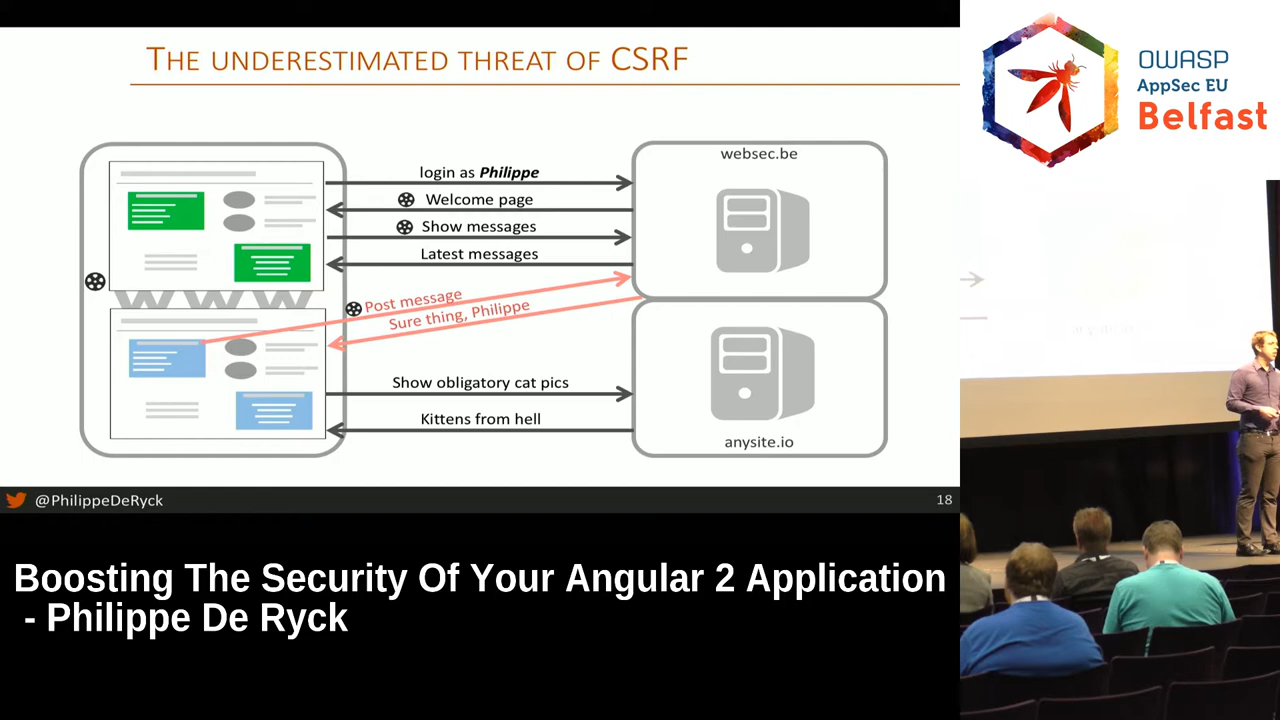 THE UNDERESTIMATED THREAT OF CSRF
OWASP
AppSec EU
Belfast
websec.be
login as Philippe
Welcome page
Show messages
Latest messages
Post message
Sure thing, Philippe
Show obligatory cat pics
Kittens from hell
anysite.io
@PhilippeDeRyck
18
Boosting The Security Of Your Angular 2 Application
- Philippe De Ryck